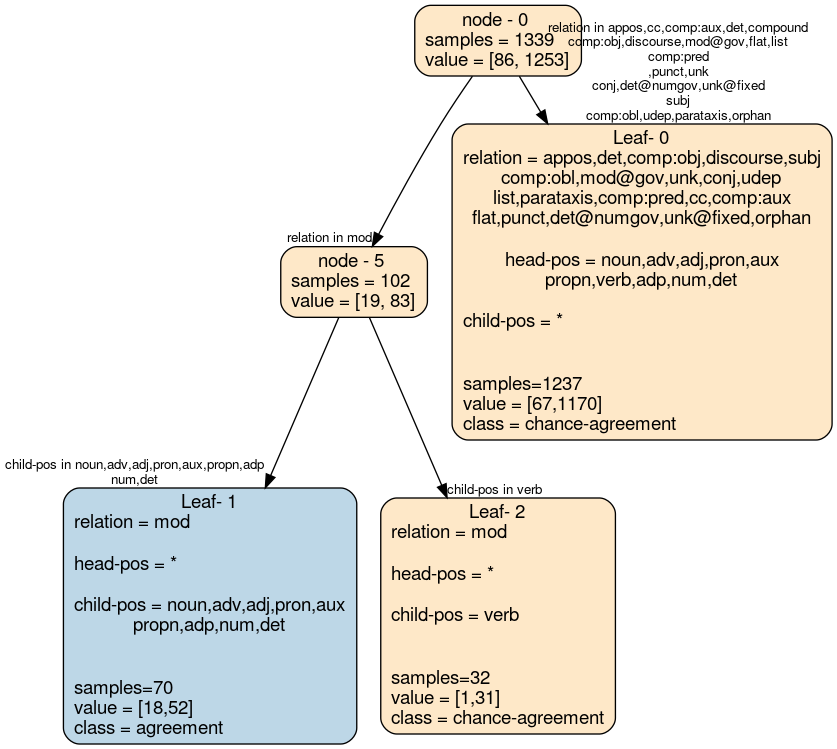 node - 0
samples = 1339
value = [86, 1253]
relation in appos,cc,comp:aux,det,compound
comp:obj,discourse,mod@gov,flat,list
comp:pred
,punct,unk
conj,det@numgov,unk@fixed
subj
comp:obl,udep,parataxis,orphan
Leaf- 0
relation = appos,det,comp:obj,discourse,subj
comp:obl,mod@gov,unk,conj,udep
list,parataxis,comp:pred,cc,comp:aux
flat,punct,det@numgov,unk@fixed,orphan
head-pos = noun,adv,adj,pron,aux
propn,verb,adp,num,det
child-pos = *
samples=1237
value = [67,1170]
class = chance-agreement
relation in mod
node - 5
samples = 102
value = [19, 83]
child-pos in noun,adv,adj,pron,aux,propn,adp
num,det
Leaf- 1
relation = mod
head-pos = *
child-pos = noun,adv,adj,pron,aux
propn,adp,num,det
samples=70
value = [18,52]
class = agreement
child-pos in verb
Leaf- 2
relation = mod
head-pos = *
child-pos = verb
samples=32
value = [1,31]
class = chance-agreement